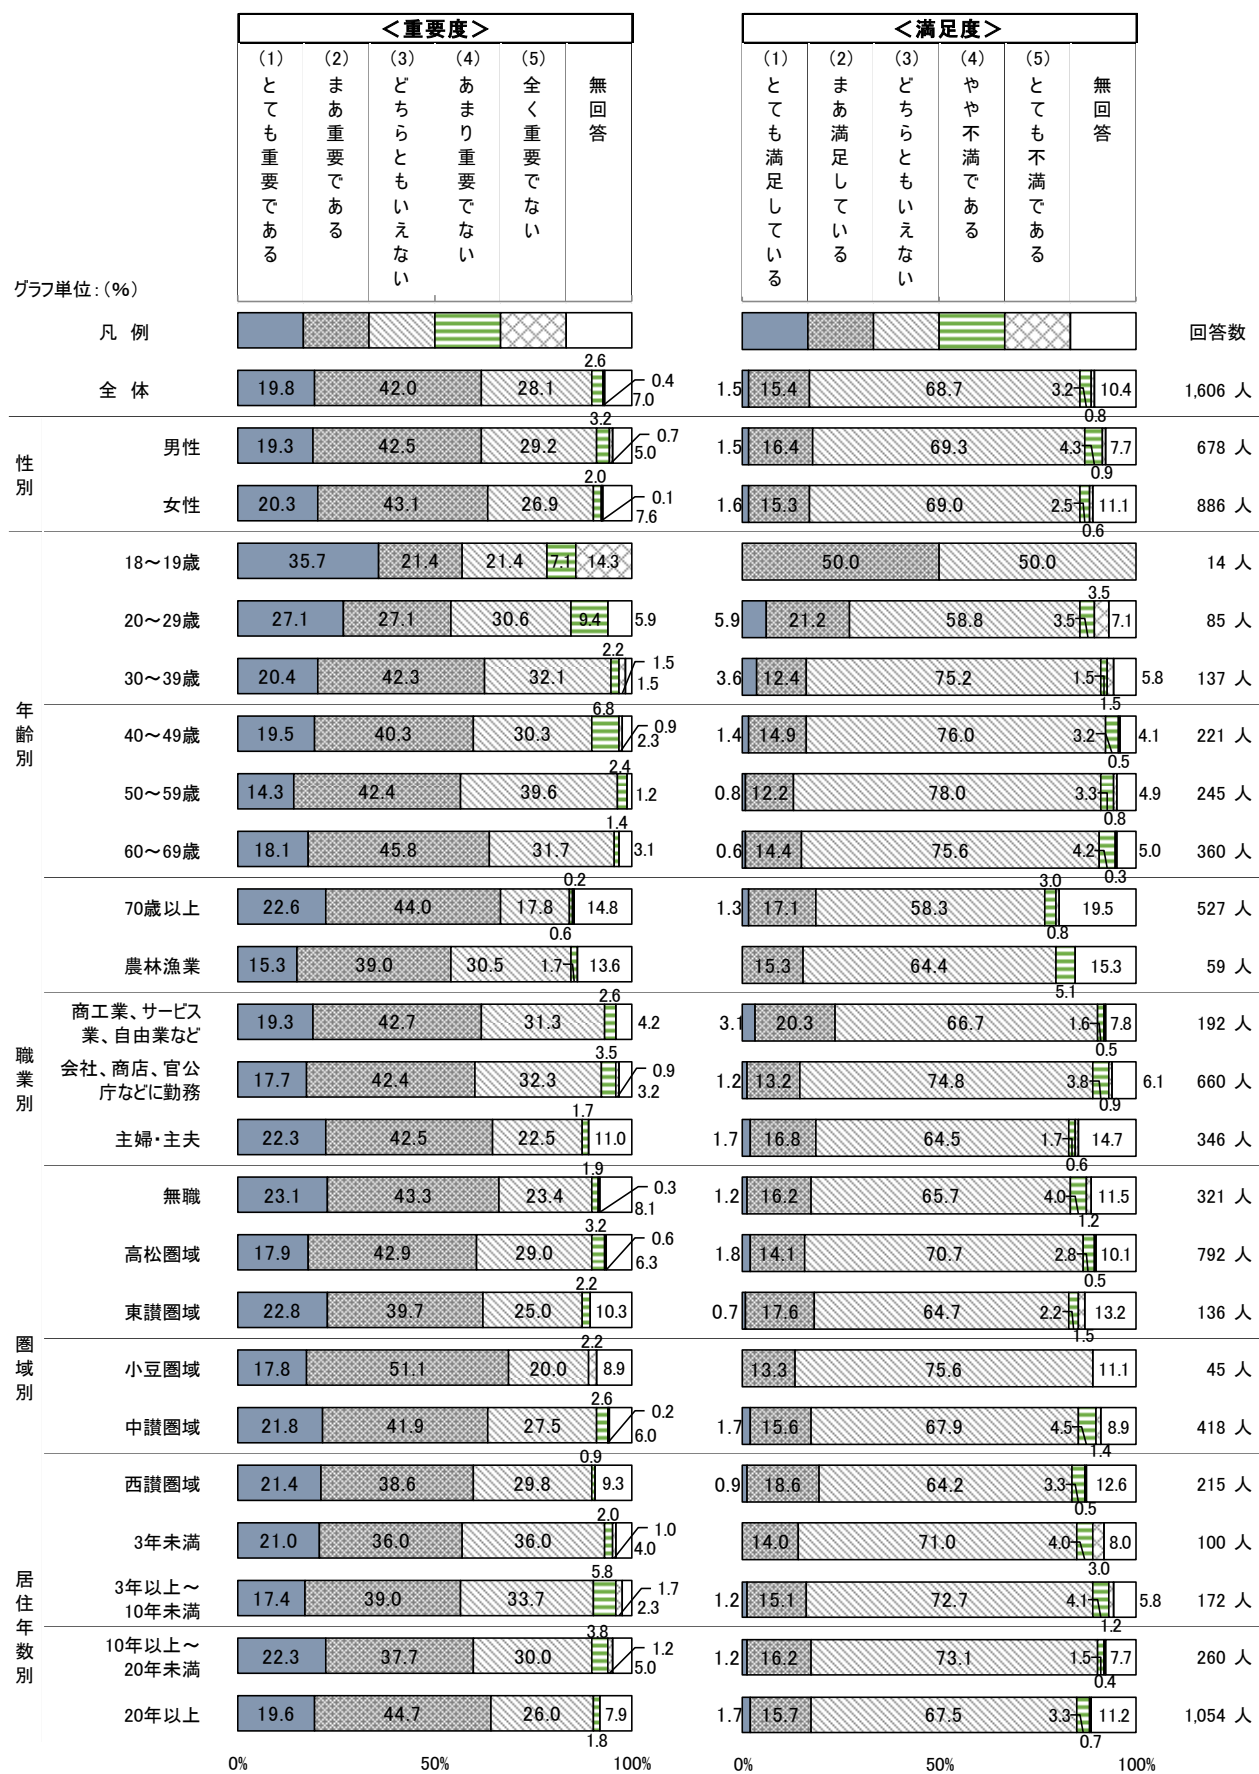 ＜重要度＞ ＜満足度＞
(1) とても重要である
(2) まあ重要である
(3) どちらともいえない
(4) あまり重要でない
(5) 全く重要でない
無回答
(1) とても満足している
(2) まあ満足している
(3) どちらともいえない
(4) やや不満である
(5) とても不満である
無回答
グラフ単位：（％）
凡 例 回答数
全 体 19.8 42.0 28.1 2.6 0.4 7.0 1.5 15.4 68.7 3.2 0.8 10.4 1,606 人
性別
男性 19.3 42.5 29.2 3.2 0.7 5.0 1.5 16.4 69.3 4.3 0.9 7.7 678 人
女性 20.3 43.1 26.9 2.0 0.1 7.6 1.6 15.3 69.0 2.5 0.6 11.1 886 人
年齢別
18～19歳 35.7 21.4 21.4 7.1 14.3 50.0 50.0 14 人
20～29歳 27.1 27.1 30.6 9.4 5.9 5.9 21.2 58.8 3.5 3.5 7.1 85 人
30～39歳 20.4 42.3 32.1 2.2 1.5 1.5 3.6 12.4 75.2 1.5 1.5 5.8 137 人
40～49歳 19.5 40.3 30.3 6.8 0.9 2.3 1.4 14.9 76.0 3.2 0.5 4.1 221 人
50～59歳 14.3 42.4 39.6 2.4 1.2 0.8 12.2 78.0 3.3 0.8 4.9 245 人
60～69歳 18.1 45.8 31.7 1.4 3.1 0.6 14.4 75.6 4.2 0.3 5.0 360 人
70歳以上 22.6 44.0 17.8 0.6 0.2 14.8 1.3 17.1 58.3 3.0 0.8 19.5 527 人
職業別
農林漁業 15.3 39.0 30.5 1.7 13.6 15.3 64.4 5.1 15.3 59 人
商工業、サービス
業、自由業など 19.3 42.7 31.3 2.6 4.2 3.1 20.3 66.7 1.6 0.5 7.8 192 人
会社、商店、官公
庁などに勤務 17.7 42.4 32.3 3.5 0.9 3.2 1.2 13.2 74.8 3.8 0.9 6.1 660 人
主婦・主夫 22.3 42.5 22.5 1.7 11.0 1.7 16.8 64.5 1.7 0.6 14.7 346 人
無職 23.1 43.3 23.4 1.9 0.3 8.1 1.2 16.2 65.7 4.0 1.2 11.5 321 人
圏域別
高松圏域 17.9 42.9 29.0 3.2 0.6 6.3 1.8 14.1 70.7 2.8 0.5 10.1 792 人
東讃圏域 22.8 39.7 25.0 2.2 10.3 0.7 17.6 64.7 2.2 1.5 13.2 136 人
小豆圏域 17.8 51.1 20.0 2.2 8.9 13.3 75.6 11.1 45 人
中讃圏域 21.8 41.9 27.5 2.6 0.2 6.0 1.7 15.6 67.9 4.5 1.4 8.9 418 人
西讃圏域 21.4 38.6 29.8 0.9 9.3 0.9 18.6 64.2 3.3 0.5 12.6 215 人
居住年数別
3年未満 21.0 36.0 36.0 2.0 1.0 4.0 14.0 71.0 4.0 3.0 8.0 100 人
3年以上～
10年未満 17.4 39.0 33.7 5.8 1.7 2.3 1.2 15.1 72.7 4.1 1.2 5.8 172 人
10年以上～
20年未満 22.3 37.7 30.0 3.8 1.2 5.0 1.2 16.2 73.1 1.5 0.4 7.7 260 人
20年以上 19.6 44.7 26.0 1.8 7.9 1.7 15.7 67.5 3.3 0.7 11.2 1,054 人
0% 50% 100% 0% 50% 100%